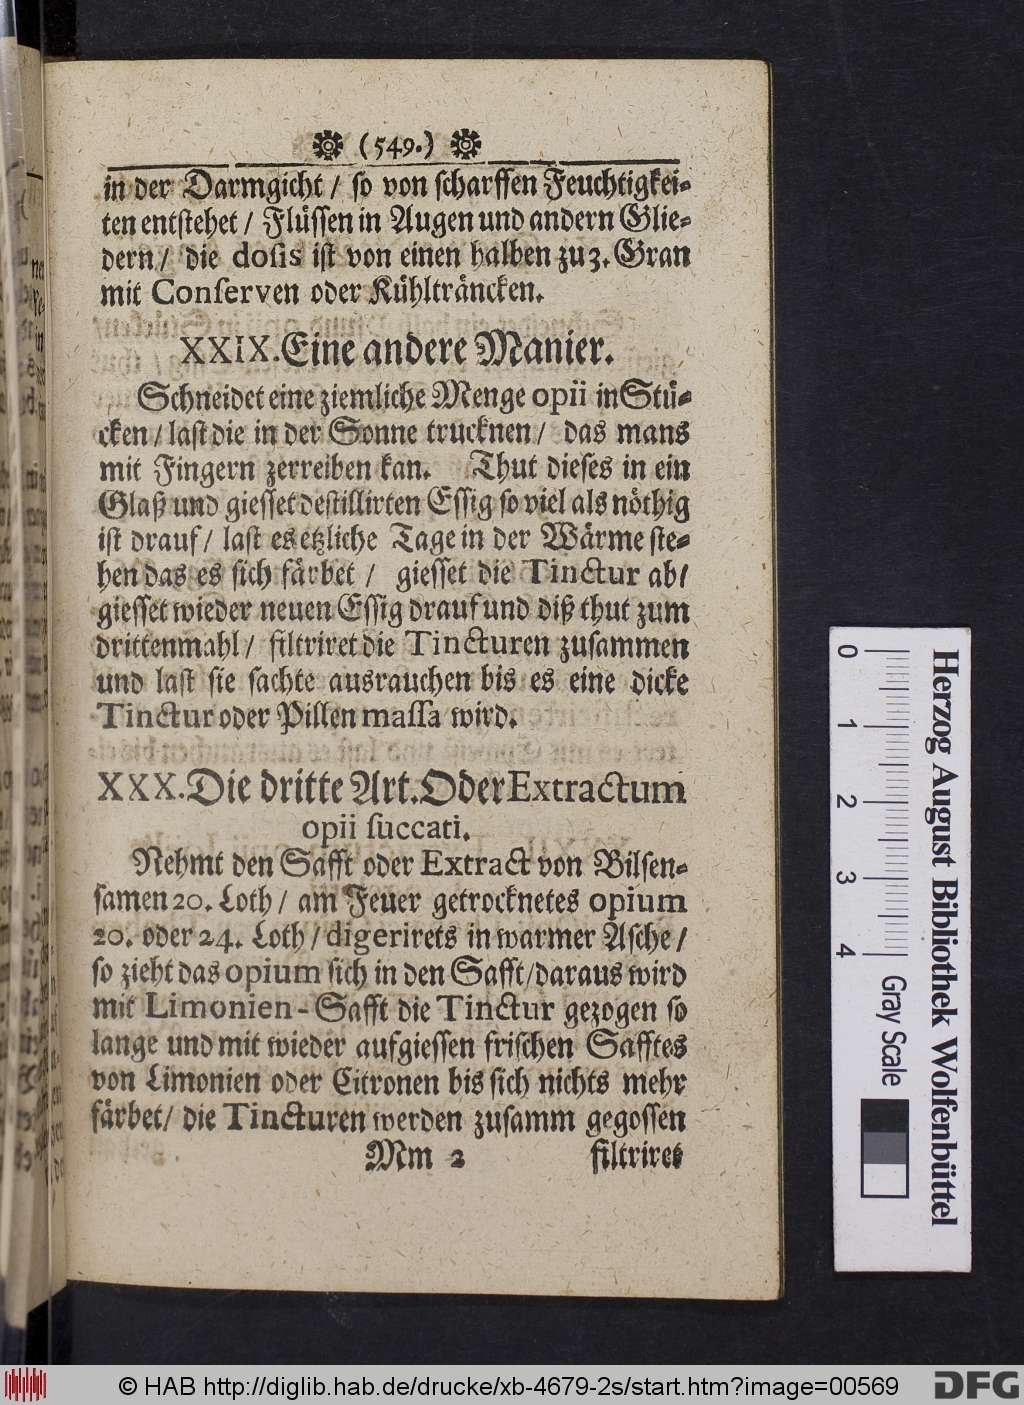 (549.)
in der Darmgicht / so von scharffen Feuchtigkei-
ten entstehet / Flüssen in Augen und andern Glie-
dern / die dosis ist von einen halben zu 3. Gran
mit Conserven oder Kühlträncken.
XXIX. Eine andere Manier.
Schneidet eine ziemliche Menge opii in Stü-
cken / last die in der Sonne trucknen / das mans
mit Fingern zerreiben kan. Thut dieses in ein
Glaß und giesset destillirten Essig so viel als nöthig
ist drauf / last es etzliche Tage in der Wärme ste-
hen das es sich färbet / giesset die Tinctur ab /
giesset wieder neuen Essig drauf und diß thut zum
drittenmahl / filtriret die Tincturen zusammen
und last sie sachte ausrauchen bis es eine dicke
Tinctur oder Pillen massa wird.
XXX. Die dritte Art. Oder Extractum
opii succati.
Nehmt den Safft oder Extract von Bilsen-
samen 20. Loth / am Feuer getrocknetes opium
20. oder 24. Loth / digerirets in warmer Asche /
so zieht das opium sich in den Safft / daraus wird
mit Limonien-Safft die Tinctur gezogen so
lange und mit wieder aufgiessen frischen Safftes
von Limonien oder Citronen bis sich nichts mehr
färbet / die Tincturen werden zusamm gegossen
Mm 2 filtriret
0 1 2 3 4
Gray Scale
Herzog August Bibliothek Wolfenbüttel
© HAB http://diglib.hab.de/drucke/xb-4679-2s/start.htm?image=00569
DFG